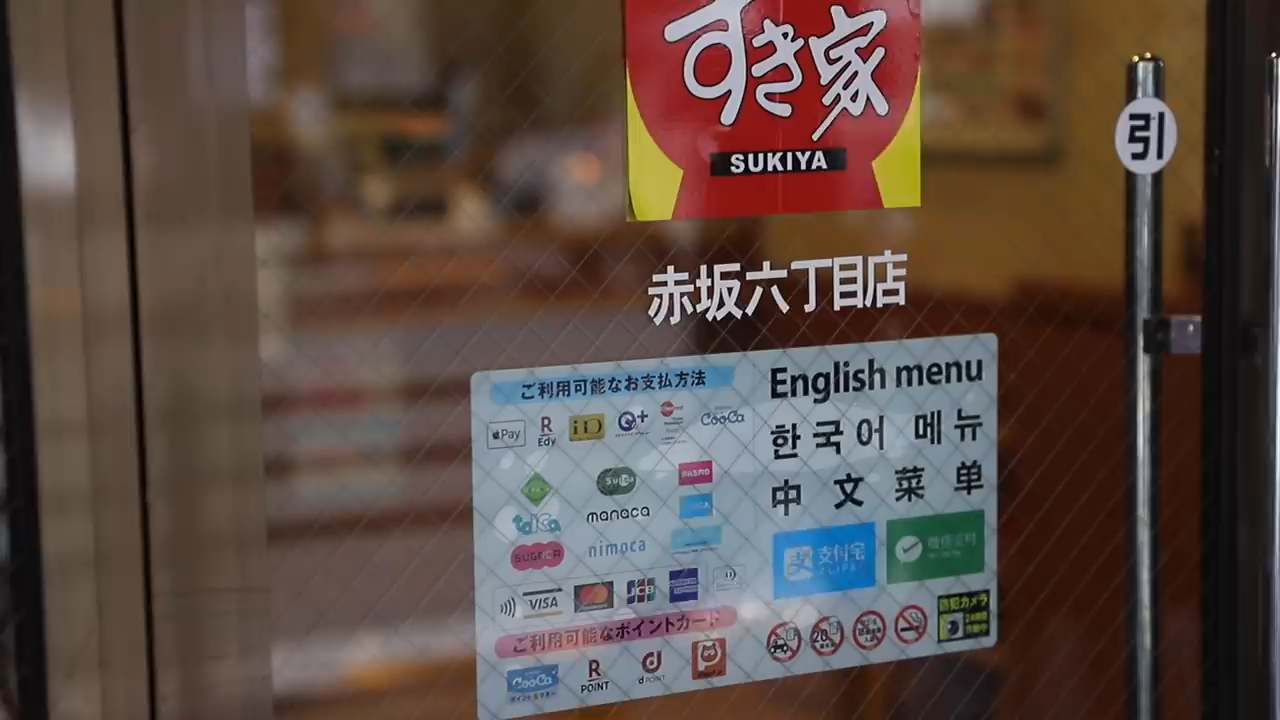 すき家
SUKIYA
引
赤坂六丁目店
ご利用可能なお支払方法
English menu
Pay
R Edy
iD
CooCa
한국어 메뉴
Suica
PASMO
中文菜单
toiCa
manaca
SUGOCA
nimoca
支付宝
VISA
JCB
防犯カメラ
ご利用可能なポイントカード
20
CooCa
R POINT
d POINT